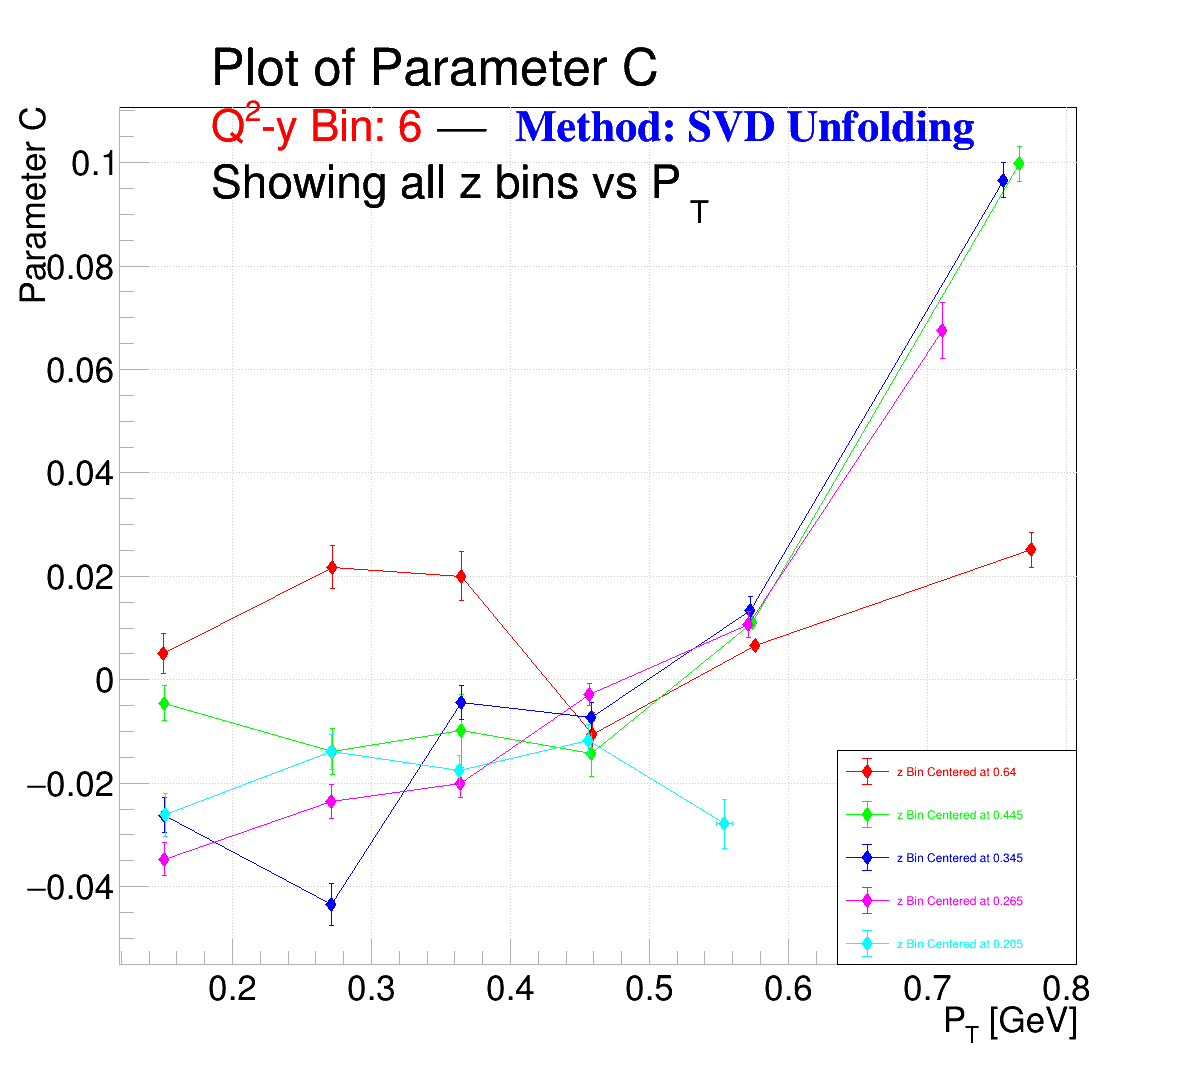 Plot of Parameter C
Q²-y Bin: 6 — Method: SVD Unfolding
Showing all z bins vs P_T
Parameter C
0.1
0.08
0.06
0.04
0.02
0
−0.02
−0.04
z Bin Centered at 0.64
z Bin Centered at 0.445
z Bin Centered at 0.345
z Bin Centered at 0.265
z Bin Centered at 0.205
0.2 0.3 0.4 0.5 0.6 0.7 0.8
P_T [GeV]